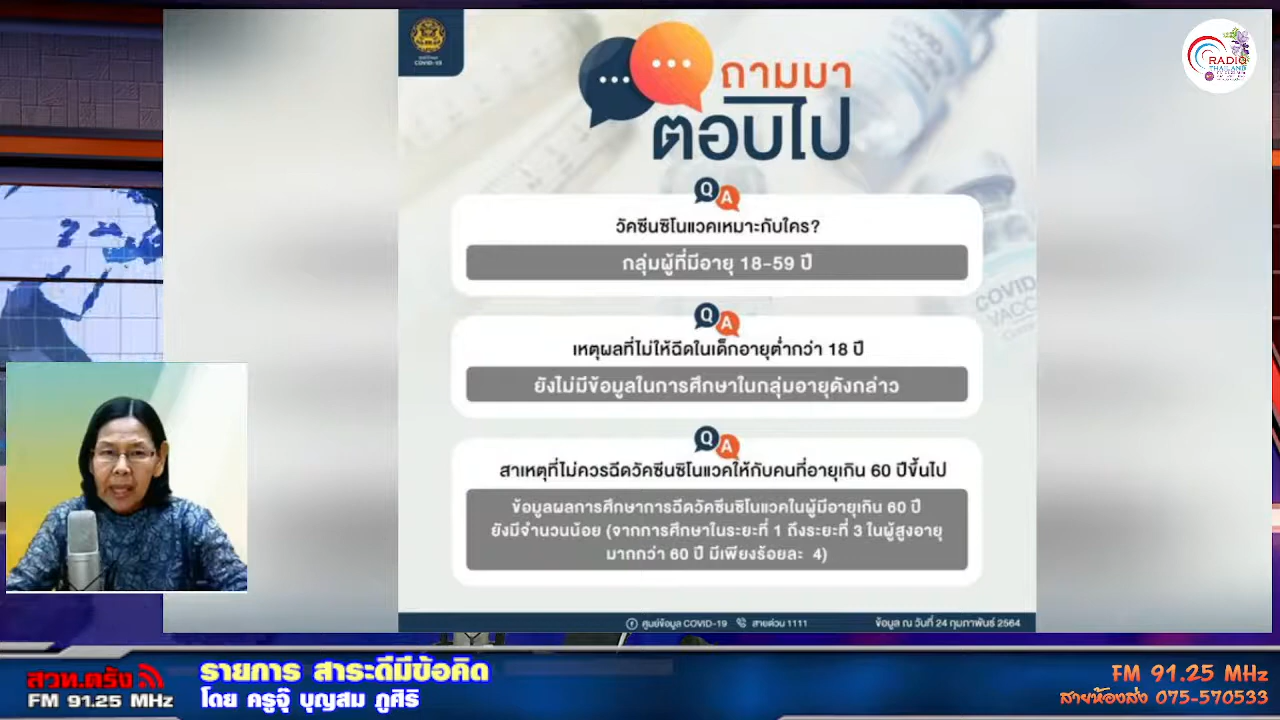 COVID-19
RADIO
THAILAND
ถามมา
ตอบไป
Q A
วัคซีนซิโนแวคเหมาะกับใคร?
กลุ่มผู้ที่มีอายุ 18-59 ปี
COVID
VACC
Q A
เหตุผลที่ไม่ให้ฉีดในเด็กอายุต่ำกว่า 18 ปี
ยังไม่มีข้อมูลในการศึกษาในกลุ่มอายุดังกล่าว
Q A
สาเหตุที่ไม่ควรฉีดวัคซีนซิโนแวคให้กับคนที่อายุเกิน 60 ปีขึ้นไป
ข้อมูลผลการศึกษาการฉีดวัคซีนซิโนแวคในผู้มีอายุเกิน 60 ปี
ยังมีจำนวนน้อย (จากการศึกษาในระยะที่ 1 ถึงระยะที่ 3 ในผู้สูงอายุ
มากกว่า 60 ปี มีเพียงร้อยละ 4)
ศูนย์ข้อมูล COVID-19 สายด่วน 1111 ข้อมูล ณ วันที่ 24 กุมภาพันธ์ 2564
สวท.ตรัง
FM 91.25 MHz
รายการ สาระดีมีข้อคิด
โดย ครูจุ๊ บุญสม ภูศิริ
FM 91.25 MHz
สายห้องส่ง 075-570533